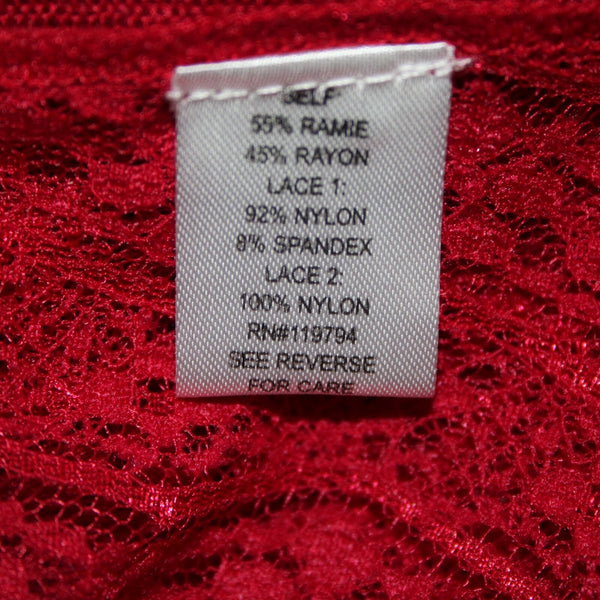 SELF
55% RAMIE
45% RAYON
LACE 1:
92% NYLON
8% SPANDEX
LACE 2:
100% NYLON
RN#119794
SEE REVERSE
FOR CARE